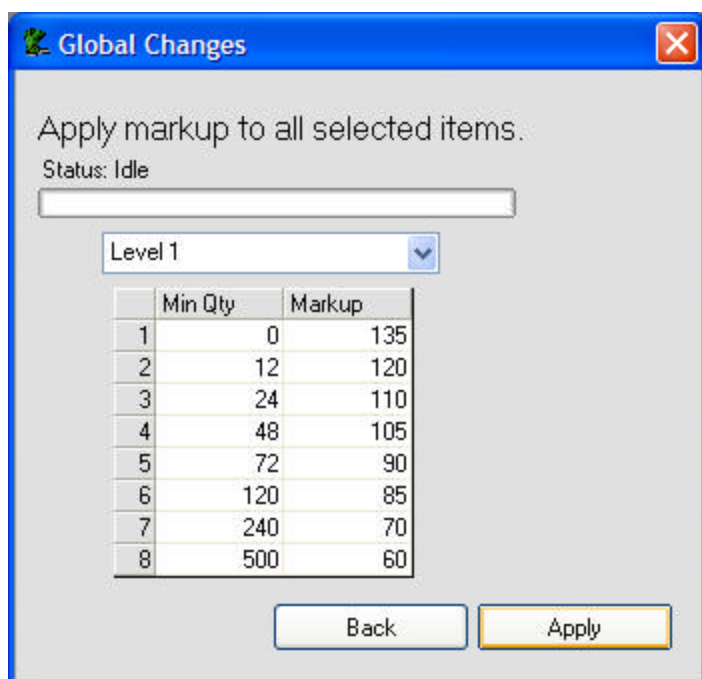 Global Changes
Apply markup to all selected items.
Status: Idle
Level 1
Min Qty Markup
1 0 135
2 12 120
3 24 110
4 48 105
5 72 90
6 120 85
7 240 70
8 500 60
Back Apply